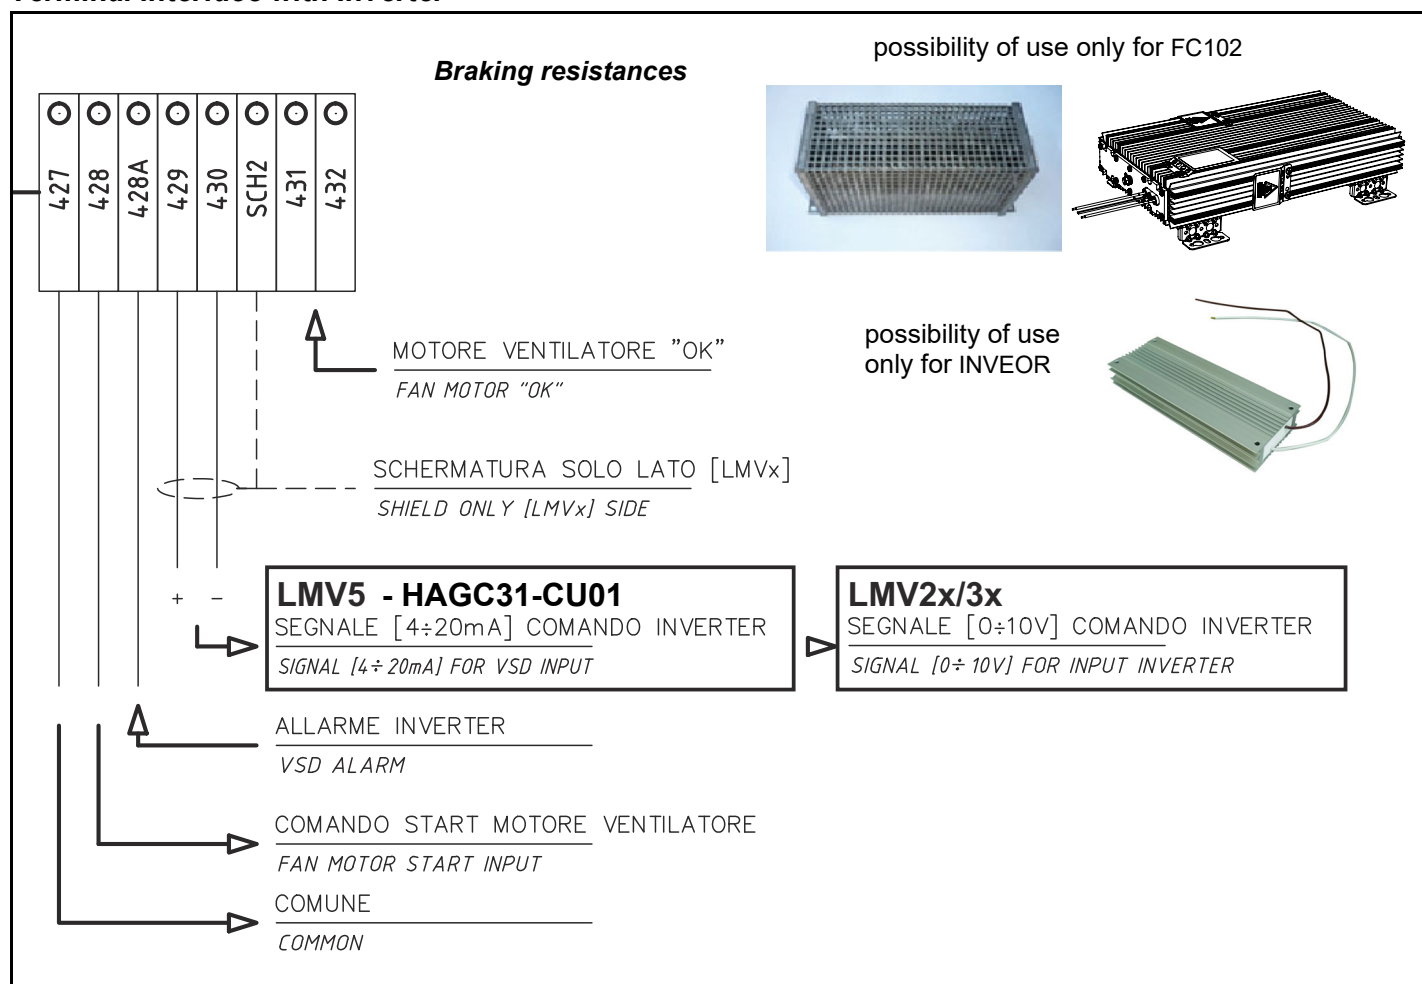 Terminal interface with inverter
possibility of use only for FC102
Braking resistances
427
428
428A
429
430
SCH2
431
432
MOTORE VENTILATORE "OK"
FAN MOTOR "OK"
possibility of use
only for INVEOR
SCHERMATURA SOLO LATO [LMVx]
SHIELD ONLY [LMVx] SIDE
+ −
LMV5 - HAGC31-CU01
SEGNALE [4÷20mA] COMANDO INVERTER
SIGNAL [4÷20mA] FOR VSD INPUT
LMV2x/3x
SEGNALE [0÷10V] COMANDO INVERTER
SIGNAL [0÷10V] FOR INPUT INVERTER
ALLARME INVERTER
VSD ALARM
COMANDO START MOTORE VENTILATORE
FAN MOTOR START INPUT
COMUNE
COMMON